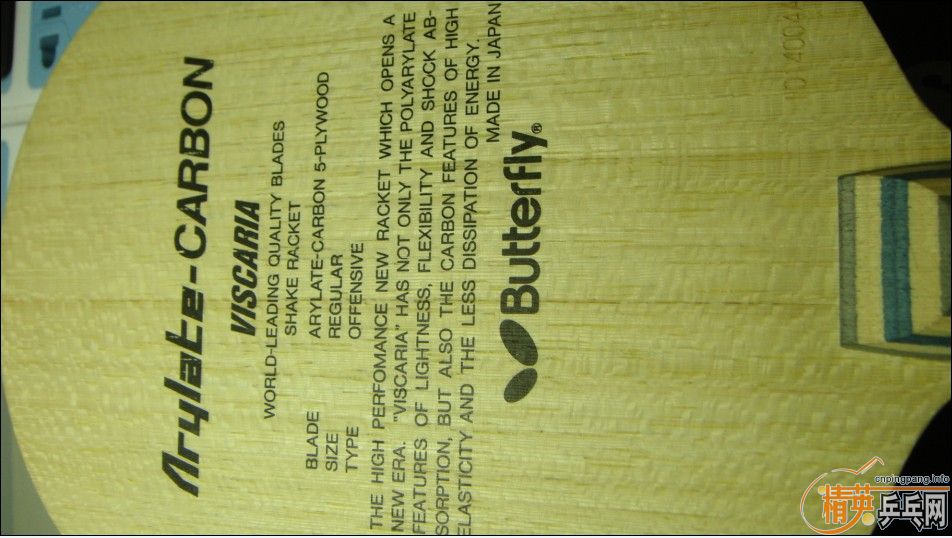 Arylate-CARBON
VISCARIA
WORLD-LEADING QUALITY BLADES
SHAKE RACKET
BLADE ARYLATE-CARBON 5-PLYWOOD
SIZE REGULAR
TYPE OFFENSIVE
THE HIGH PERFOMANCE NEW RACKET WHICH OPENS A
NEW ERA. "VISCARIA" HAS NOT ONLY THE POLYARYLATE
FEATURES OF LIGHTNESS, FLEXIBILITY AND SHOCK AB-
SORPTION, BUT ALSO THE CARBON FEATURES OF HIGH
ELASTICITY AND THE LESS DISSIPATION OF ENERGY.
MADE IN JAPAN
Butterfly®
cnpingpang.info
精英乒乓网